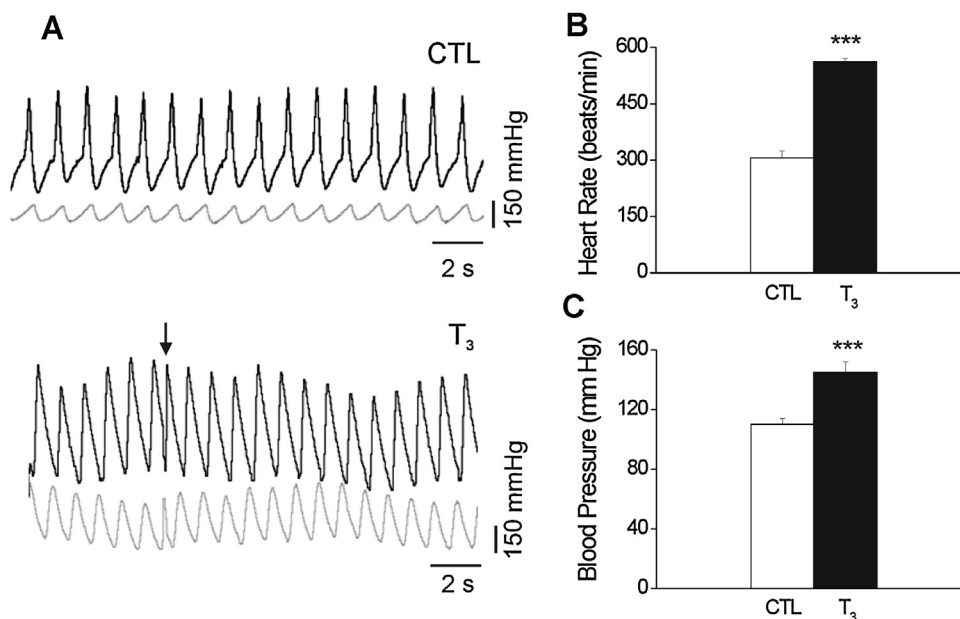 A
CTL
150 mmHg
2 s
T3
150 mmHg
2 s
B
Heart Rate (beats/min)
600
450
300
150
0
***
CTL
T3
C
Blood Pressure (mm Hg)
160
120
80
40
0
***
CTL
T3